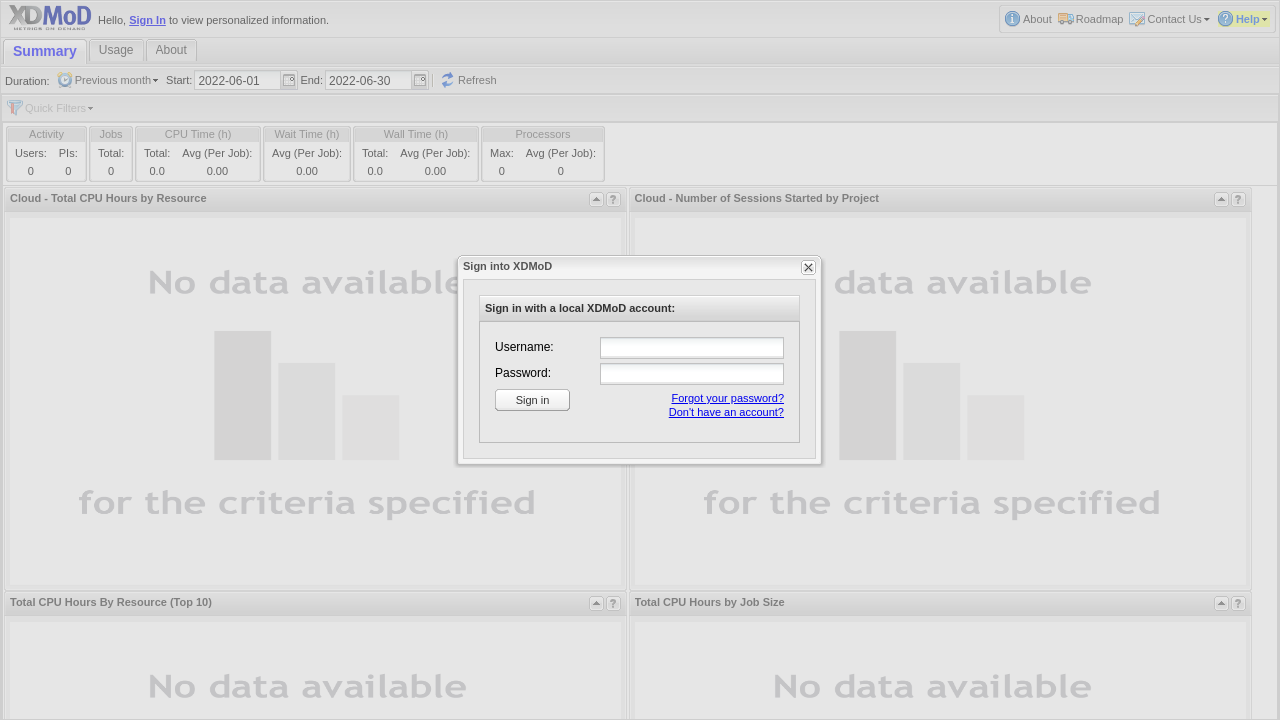 XDMoD
METRICS ON DEMAND
Hello, Sign In to view personalized information.
About Roadmap Contact Us Help
Summary Usage About
Duration: Previous month Start: 2022-06-01 End: 2022-06-30 Refresh
Quick Filters
Activity Jobs CPU Time (h) Wait Time (h) Wall Time (h) Processors
Users: PIs: Total: Total: Avg (Per Job): Avg (Per Job): Total: Avg (Per Job): Max: Avg (Per Job):
0 0 0 0.0 0.00 0.00 0.0 0.00 0 0
Cloud - Total CPU Hours by Resource
Cloud - Number of Sessions Started by Project
No data available
data available
for the criteria specified
for the criteria specified
Sign into XDMoD
Sign in with a local XDMoD account:
Username:
Password:
Sign in
Forgot your password?
Don't have an account?
Total CPU Hours By Resource (Top 10)
Total CPU Hours by Job Size
No data available
No data available